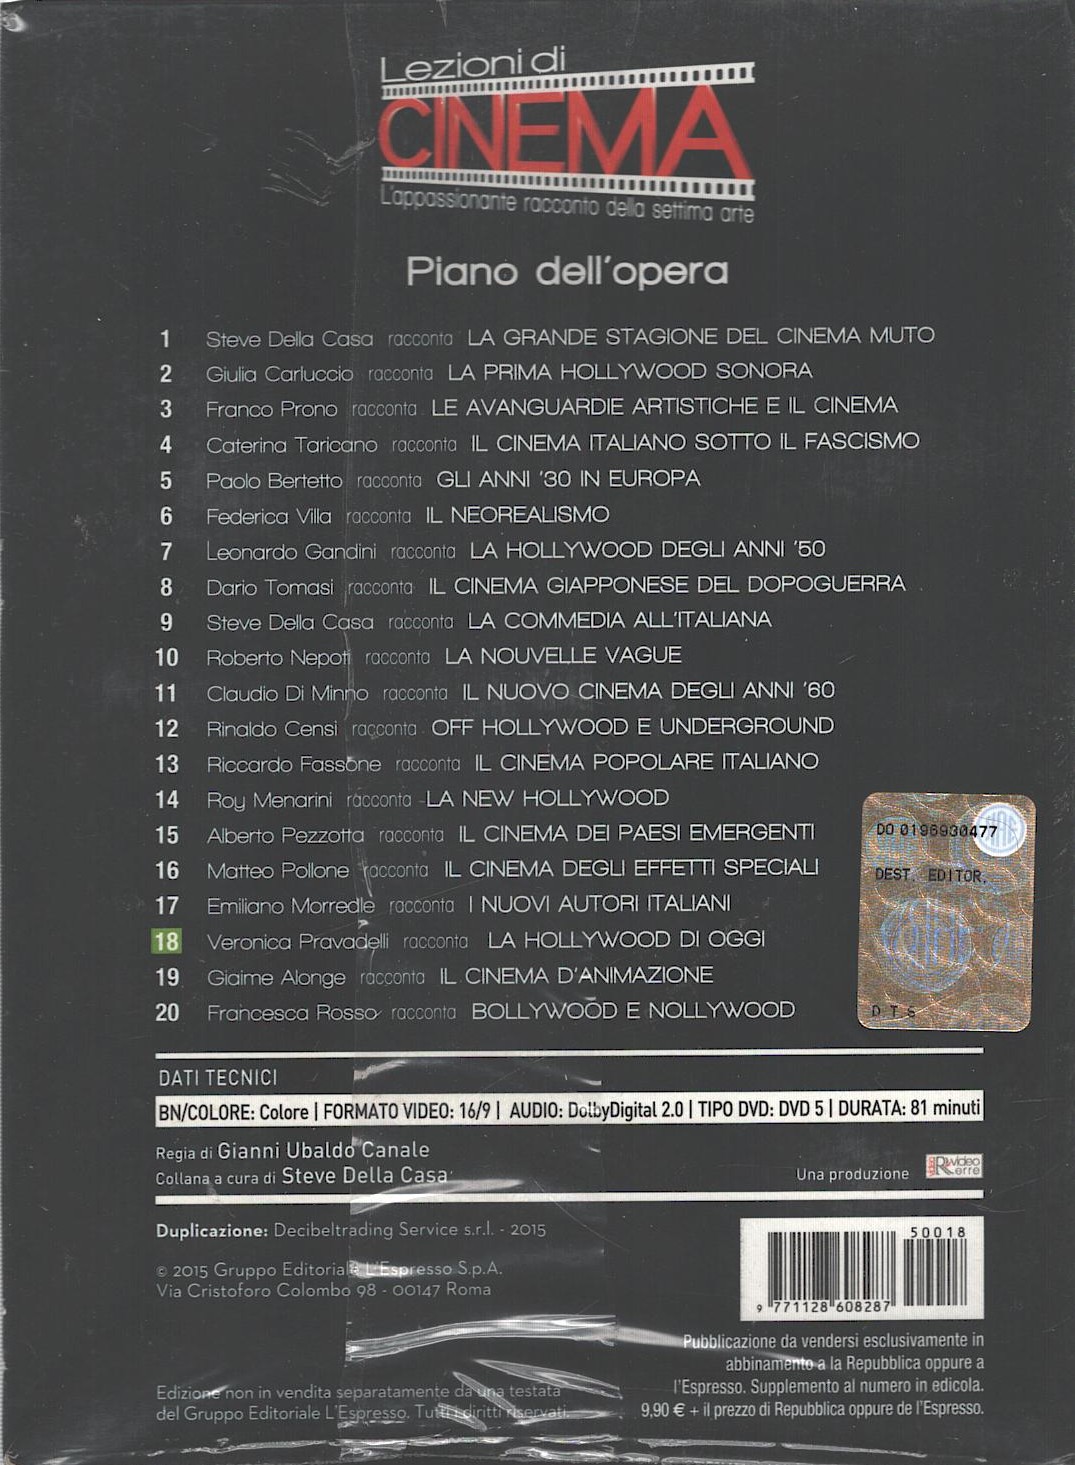 Lezioni di
CINEMA
L'appassionante racconto della settima arte
Piano dell'opera
1 Steve Della Casa racconta LA GRANDE STAGIONE DEL CINEMA MUTO
2 Giulia Carluccio racconta LA PRIMA HOLLYWOOD SONORA
3 Franco Prono racconta LE AVANGUARDIE ARTISTICHE E IL CINEMA
4 Caterina Taricano racconta IL CINEMA ITALIANO SOTTO IL FASCISMO
5 Paolo Bertetto racconta GLI ANNI '30 IN EUROPA
6 Federica Villa racconta IL NEOREALISMO
7 Leonardo Gandini racconta LA HOLLYWOOD DEGLI ANNI '50
8 Dario Tomasi racconta IL CINEMA GIAPPONESE DEL DOPOGUERRA
9 Steve Della Casa racconta LA COMMEDIA ALL'ITALIANA
10 Roberto Nepoti racconta LA NOUVELLE VAGUE
11 Claudio Di Minno racconta IL NUOVO CINEMA DEGLI ANNI '60
12 Rinaldo Censi racconta OFF HOLLYWOOD E UNDERGROUND
13 Riccardo Fassone racconta IL CINEMA POPOLARE ITALIANO
14 Roy Menarini racconta LA NEW HOLLYWOOD
15 Alberto Pezzotta racconta IL CINEMA DEI PAESI EMERGENTI
16 Matteo Pollone racconta IL CINEMA DEGLI EFFETTI SPECIALI
17 Emiliano Morreale racconta I NUOVI AUTORI ITALIANI
18 Veronica Pravadelli racconta LA HOLLYWOOD DI OGGI
19 Giaime Alonge racconta IL CINEMA D'ANIMAZIONE
20 Francesca Rosso racconta BOLLYWOOD E NOLLYWOOD
DO 0196930477
DEST. EDITOR.
D T s
DATI TECNICI
BN/COLORE: Colore | FORMATO VIDEO: 16/9 | AUDIO: DolbyDigital 2.0 | TIPO DVD: DVD 5 | DURATA: 81 minuti
Regia di Gianni Ubaldo Canale
Collana a cura di Steve Della Casa
Una produzione
Duplicazione: Decibeltrading Service s.r.l. - 2015
© 2015 Gruppo Editoriale L'Espresso S.p.A.
Via Cristoforo Colombo 98 - 00147 Roma
50018
9 771128 608287
Pubblicazione da vendersi esclusivamente in
abbinamento a la Repubblica oppure a
l'Espresso. Supplemento al numero in edicola.
9,90 € + il prezzo di Repubblica oppure de l'Espresso.
Edizione non in vendita separatamente da una testata
del Gruppo Editoriale L'Espresso. Tutti i diritti riservati.